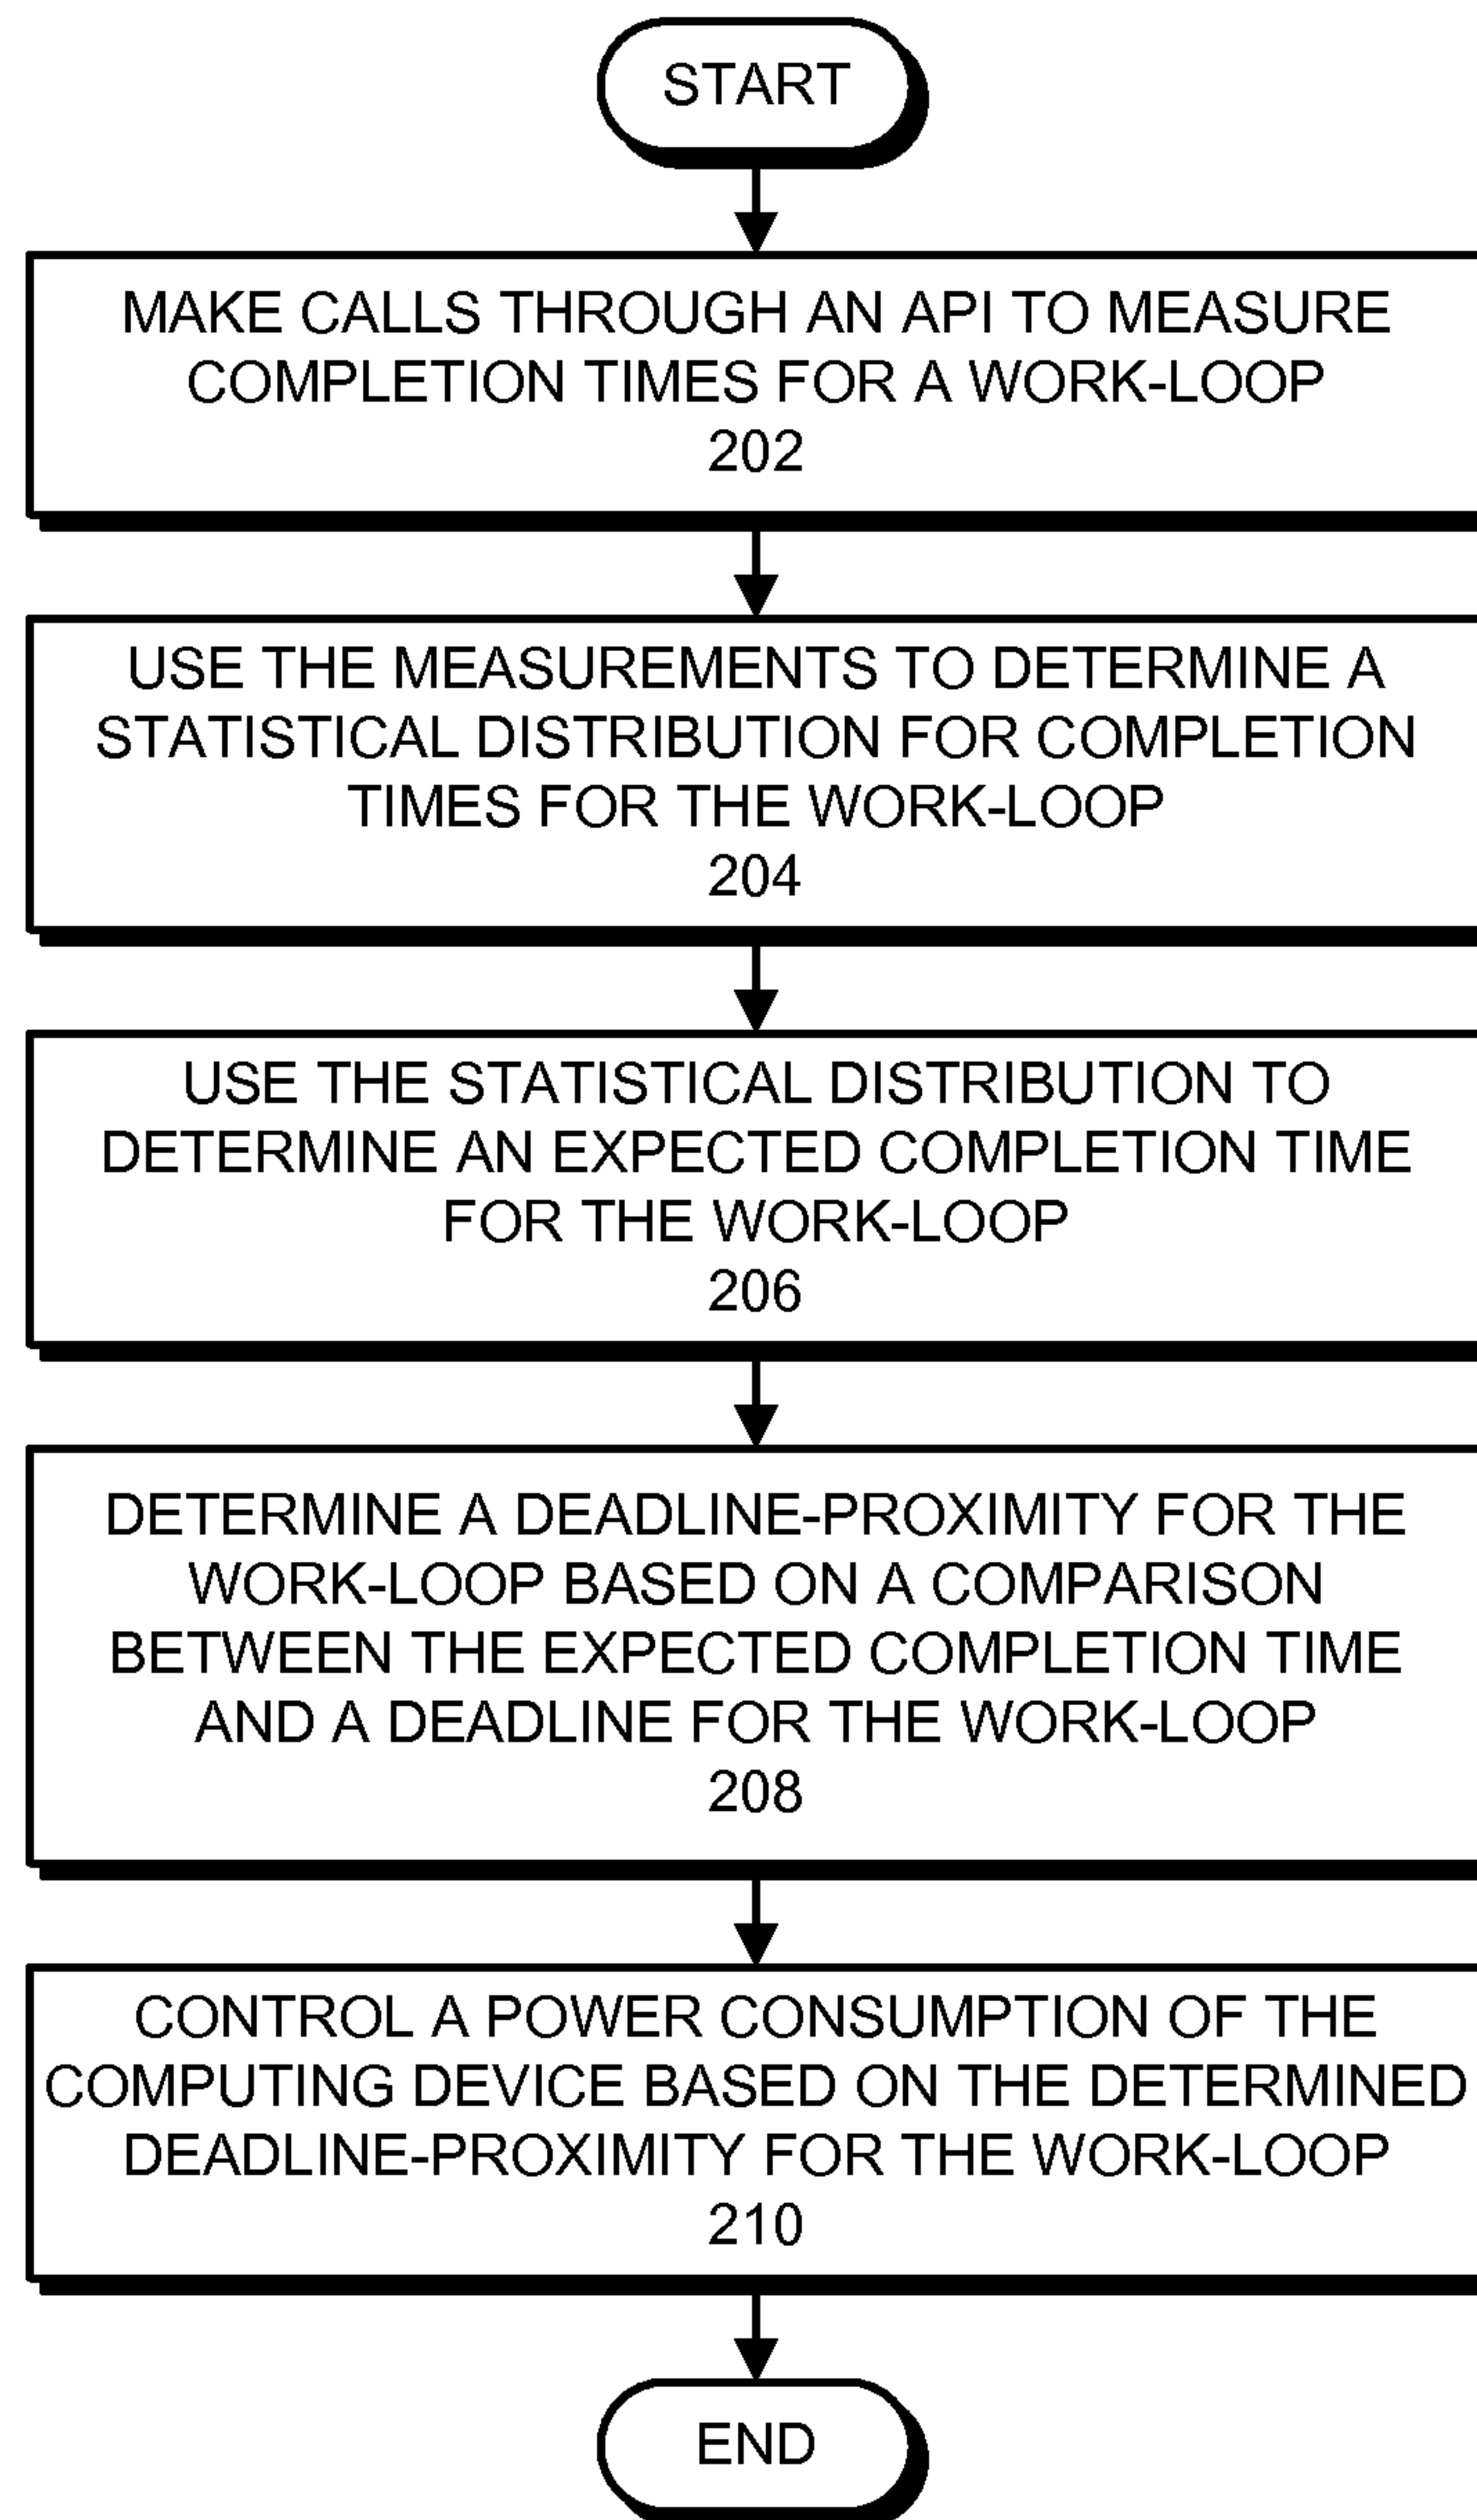 START
MAKE CALLS THROUGH AN API TO MEASURE
COMPLETION TIMES FOR A WORK-LOOP
202
USE THE MEASUREMENTS TO DETERMINE A
STATISTICAL DISTRIBUTION FOR COMPLETION
TIMES FOR THE WORK-LOOP
204
USE THE STATISTICAL DISTRIBUTION TO
DETERMINE AN EXPECTED COMPLETION TIME
FOR THE WORK-LOOP
206
DETERMINE A DEADLINE-PROXIMITY FOR THE
WORK-LOOP BASED ON A COMPARISON
BETWEEN THE EXPECTED COMPLETION TIME
AND A DEADLINE FOR THE WORK-LOOP
208
CONTROL A POWER CONSUMPTION OF THE
COMPUTING DEVICE BASED ON THE DETERMINED
DEADLINE-PROXIMITY FOR THE WORK-LOOP
210
END